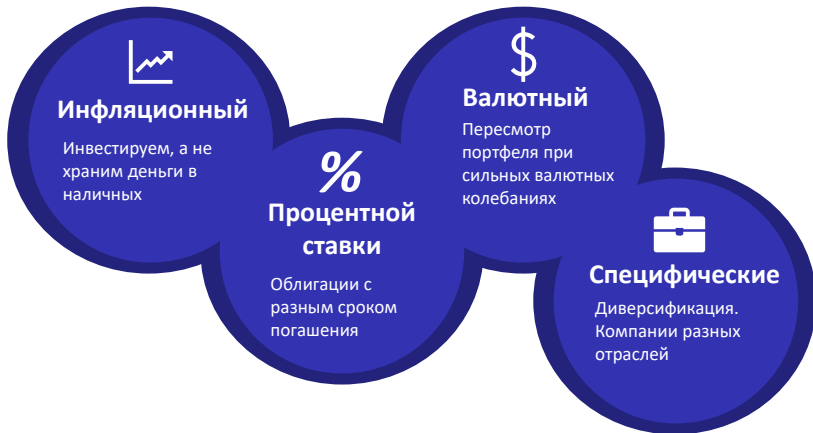 Инфляционный
Инвестируем, а не
храним деньги в
наличных
%
Процентной
ставки
Облигации с
разным сроком
погашения
$
Валютный
Пересмотр
портфеля при
сильных валютных
колебаниях
Специфические
Диверсификация.
Компании разных
отраслей